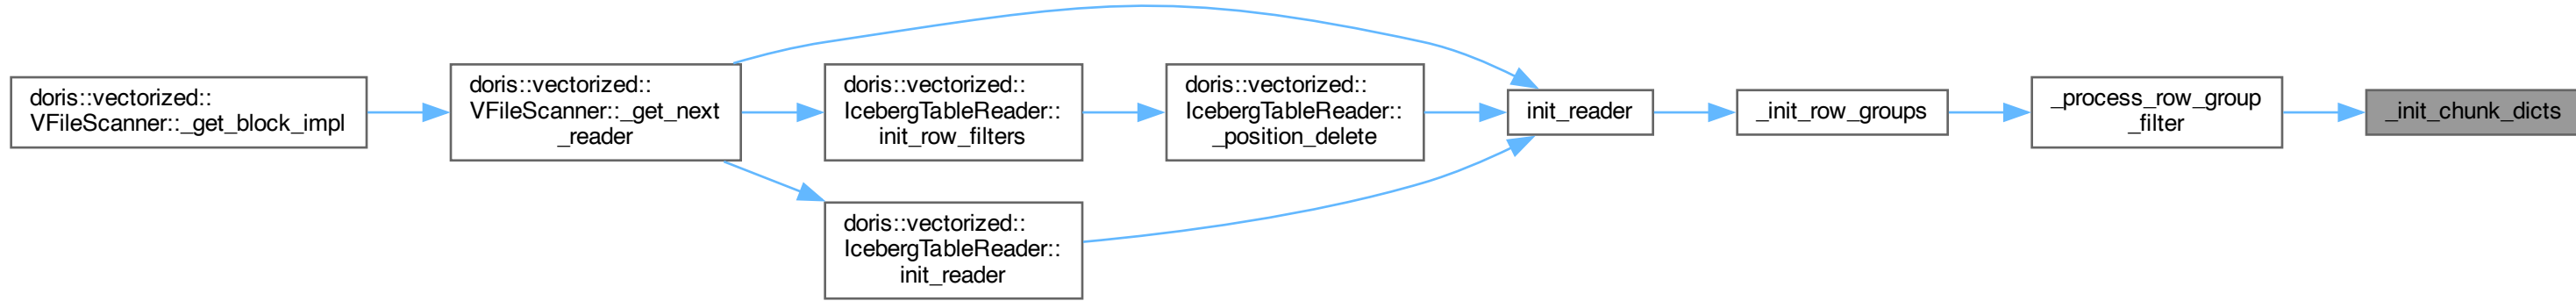 doris::vectorized::
VFileScanner::_get_block_impl
doris::vectorized::
VFileScanner::_get_next
_reader
doris::vectorized::
IcebergTableReader::
init_row_filters
doris::vectorized::
IcebergTableReader::
_position_delete
doris::vectorized::
IcebergTableReader::
init_reader
init_reader
_init_row_groups
_process_row_group
_filter
_init_chunk_dicts